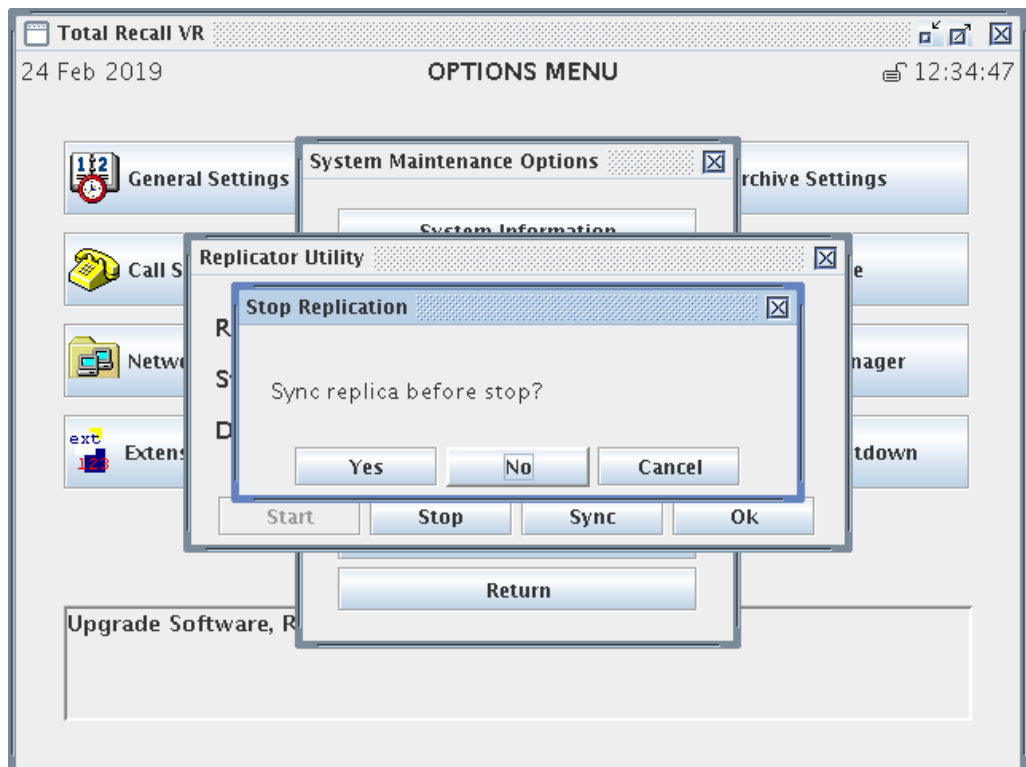 Total Recall VR
24 Feb 2019 OPTIONS MENU 12:34:47
System Maintenance Options
General Settings
rchive Settings
System Information
Replicator Utility
Call S
e
Stop Replication
R
Netwo
nager
S
Sync replica before stop?
D
ext
123
Extens
tdown
Yes No Cancel
Start Stop Sync Ok
Return
Upgrade Software, R